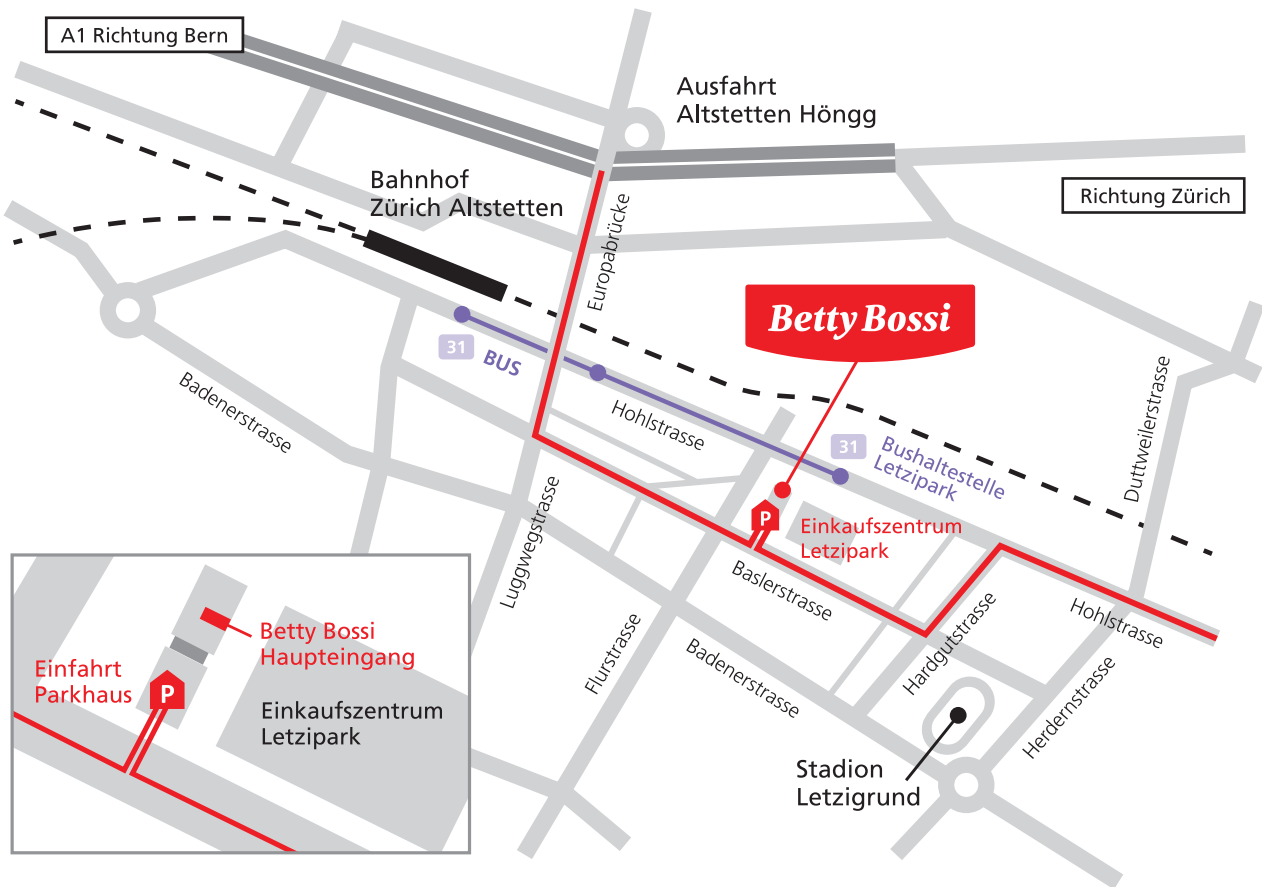 A1 Richtung Bern
Ausfahrt
Altstetten Höngg
Bahnhof
Zürich Altstetten
Richtung Zürich
Europabrücke
Betty Bossi
31
BUS
Badenerstrasse
Hohlstrasse
31
Bushaltestelle
Letzipark
Duttweilerstrasse
P
Einkaufszentrum
Letzipark
Luggwegstrasse
Baslerstrasse
Hohlstrasse
Flurstrasse
Badenerstrasse
Hardgutstrasse
Herdernstrasse
Stadion
Letzigrund
Betty Bossi
Haupteingang
Einfahrt
Parkhaus
P
Einkaufszentrum
Letzipark